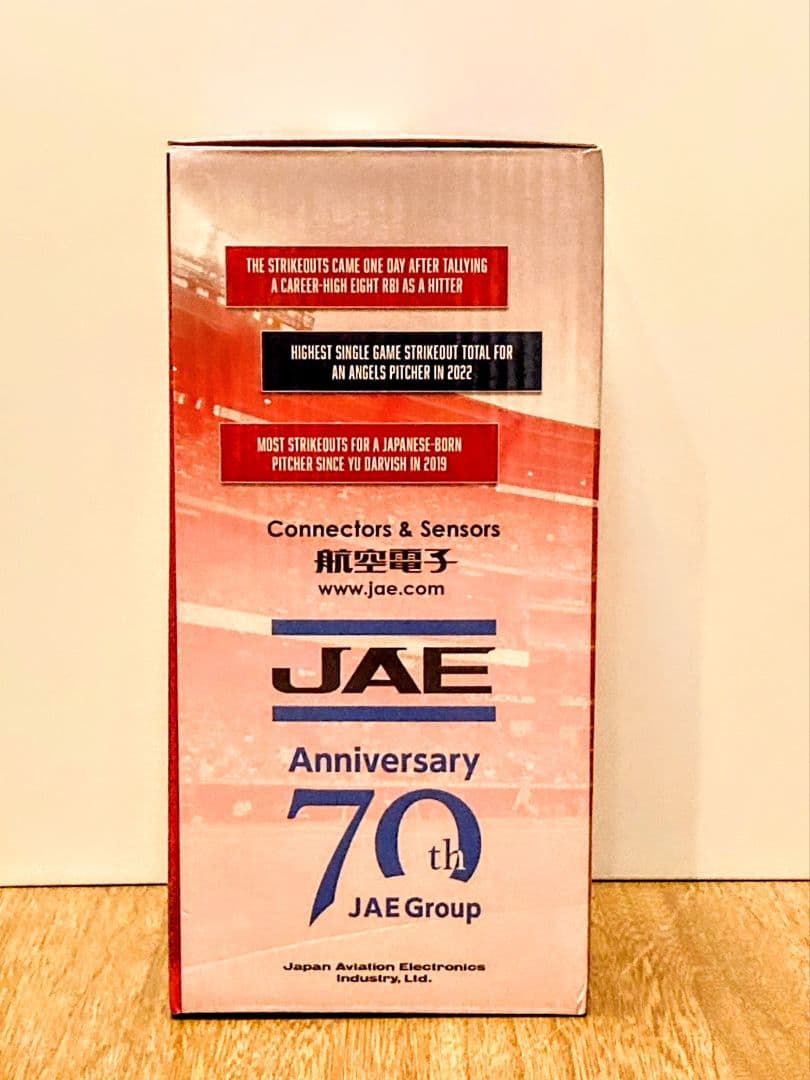 THE STRIKEOUTS CAME ONE DAY AFTER TALLYING
A CAREER-HIGH EIGHT RBI AS A HITTER
HIGHEST SINGLE GAME STRIKEOUT TOTAL FOR
AN ANGELS PITCHER IN 2022
MOST STRIKEOUTS FOR A JAPANESE-BORN
PITCHER SINCE YU DARVISH IN 2019
Connectors & Sensors
航空電子
www.jae.com
JAE
Anniversary
70th
JAE Group
Japan Aviation Electronics
Industry, Ltd.